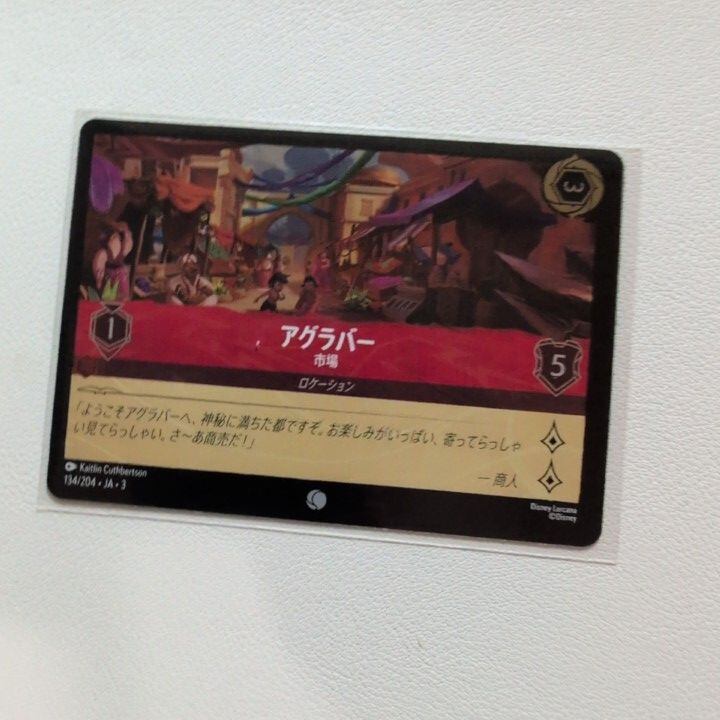 3
1
アグラバー
市場
5
ロケーション
「ようこそアグラバーへ、神秘に満ちた都ですぞ。お楽しみがいっぱい、寄ってらっしゃ
い見てらっしゃい。さ〜あ商売だ！」
ー 商人
Kaitlin Cuthbertson
134/204 • JA • 3
Disney Lorcana
©Disney